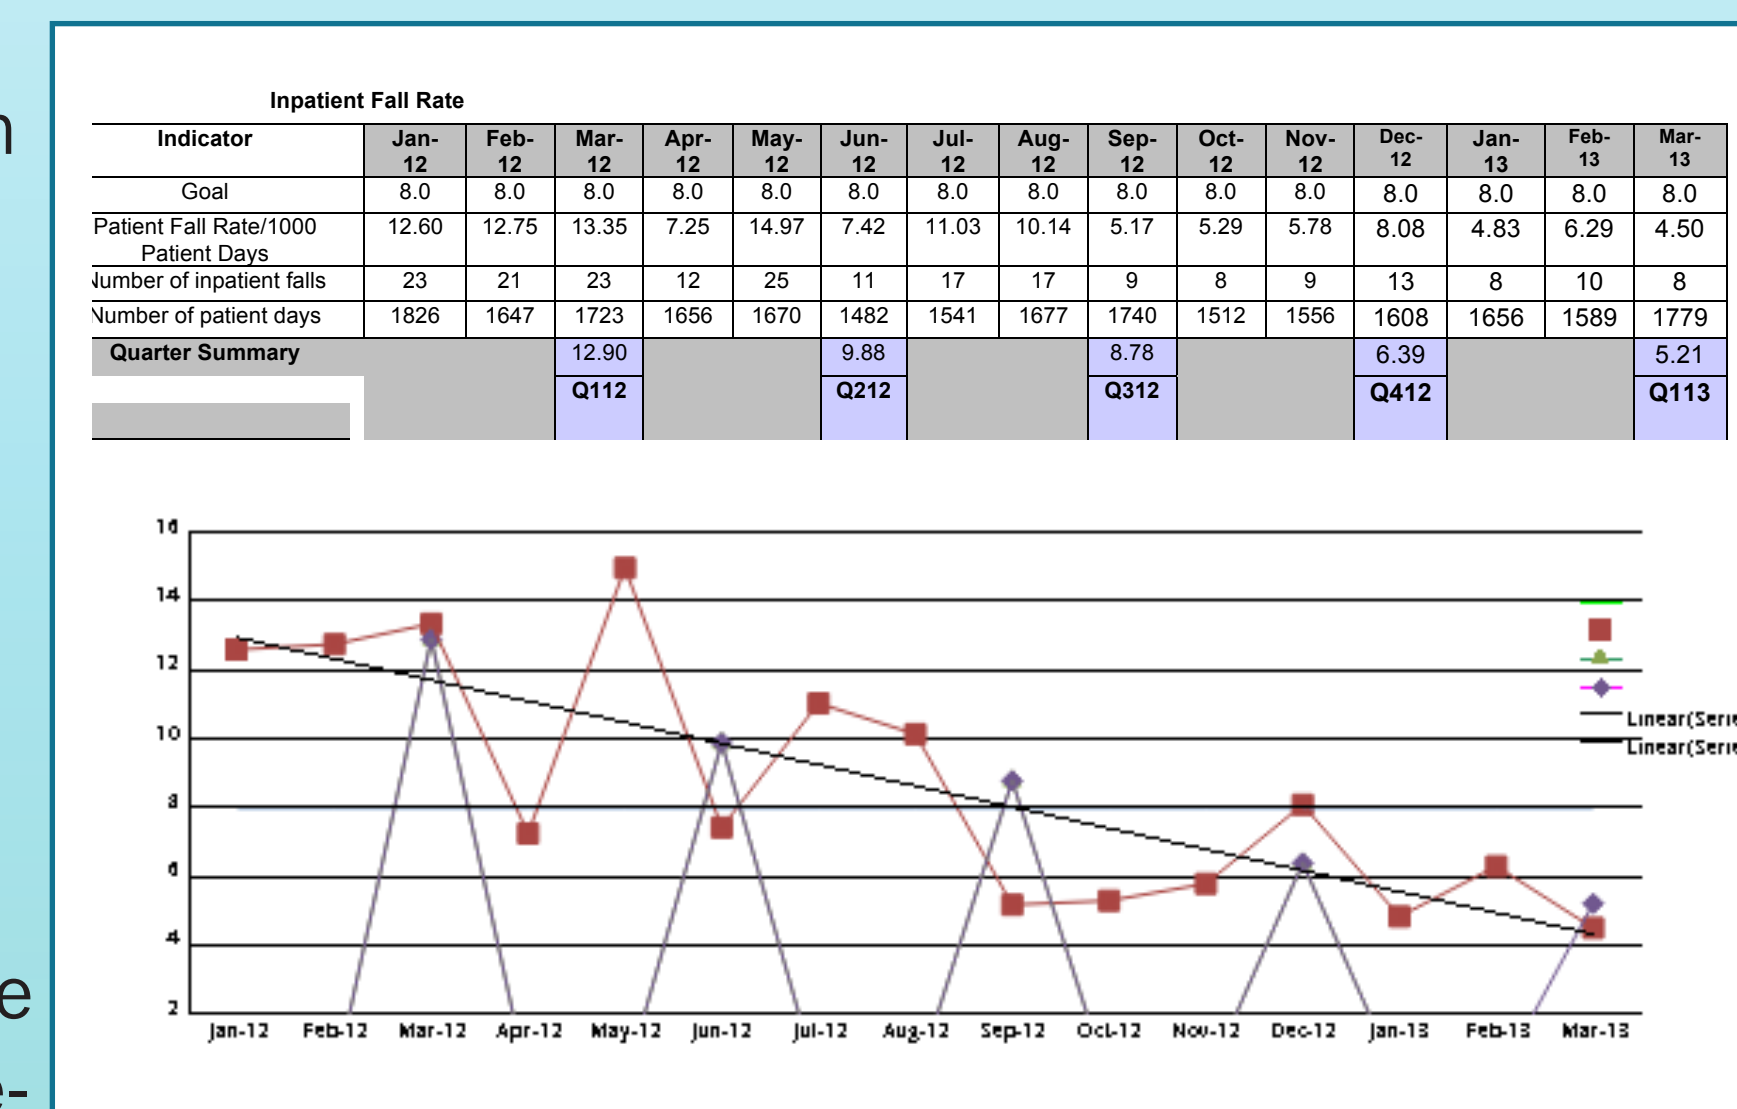 n
Inpatient Fall Rate
Indicator Jan-12 Feb-12 Mar-12 Apr-12 May-12 Jun-12 Jul-12 Aug-12 Sep-12 Oct-12 Nov-12 Dec-12 Jan-13 Feb-13 Mar-13
Goal 8.0 8.0 8.0 8.0 8.0 8.0 8.0 8.0 8.0 8.0 8.0 8.0 8.0 8.0 8.0
Patient Fall Rate/1000 Patient Days 12.60 12.75 13.35 7.25 14.97 7.42 11.03 10.14 5.17 5.29 5.78 8.08 4.83 6.29 4.50
Number of inpatient falls 23 21 23 12 25 11 17 17 9 8 9 13 8 10 8
Number of patient days 1826 1647 1723 1656 1670 1482 1541 1677 1740 1512 1556 1608 1656 1589 1779
Quarter Summary 12.90 9.88 8.78 6.39 5.21
Q112 Q212 Q312 Q412 Q113
16
14
12
10
8
6
4
2
Linear(Serie
Linear(Serie
Jan-12 Feb-12 Mar-12 Apr-12 May-12 Jun-12 Jul-12 Aug-12 Sep-12 Oct-12 Nov-12 Dec-12 Jan-13 Feb-13 Mar-13
e
e-